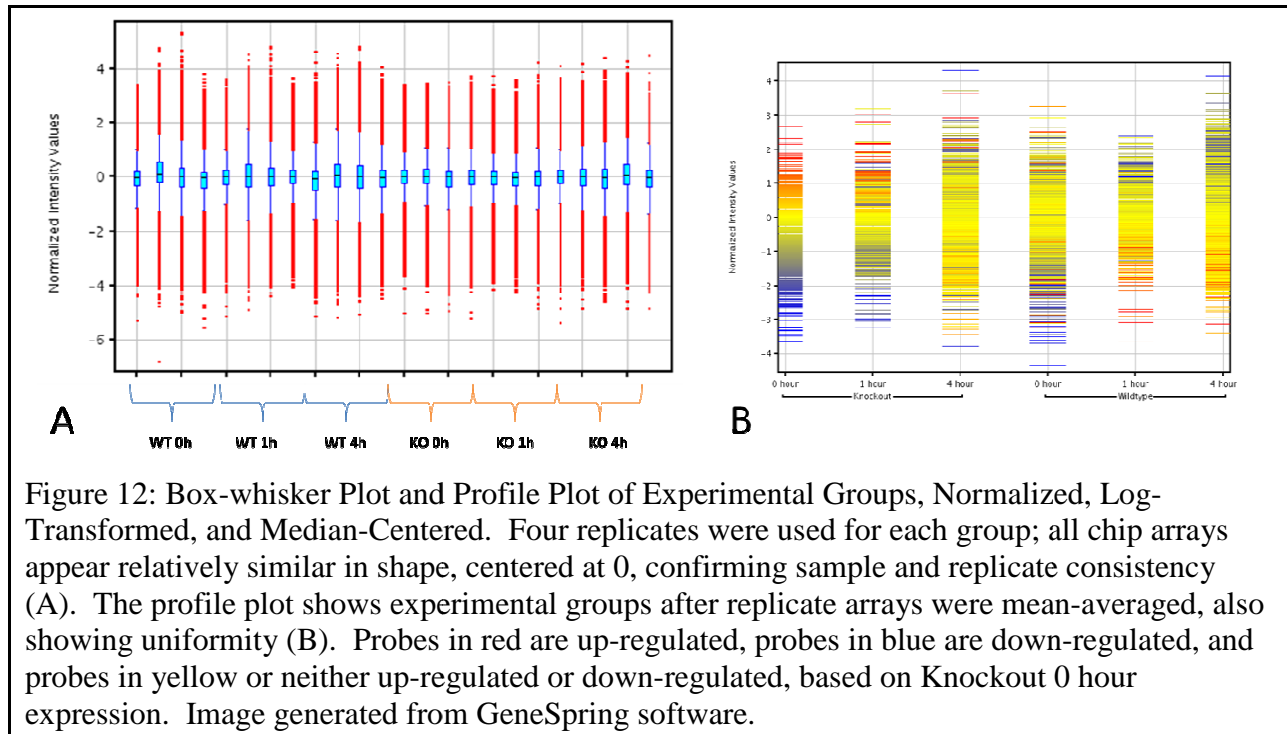 Normalized Intensity Values
4
2
0
−2
−4
−6
WT 0h WT 1h WT 4h KO 0h KO 1h KO 4h
A
Normalized Intensity Values
4
3
2
1
0
−1
−2
−3
−4
0 hour 1 hour 4 hour 0 hour 1 hour 4 hour
Knockout Wildtype
B
Figure 12: Box-whisker Plot and Profile Plot of Experimental Groups, Normalized, Log-
Transformed, and Median-Centered. Four replicates were used for each group; all chip arrays
appear relatively similar in shape, centered at 0, confirming sample and replicate consistency
(A). The profile plot shows experimental groups after replicate arrays were mean-averaged, also
showing uniformity (B). Probes in red are up-regulated, probes in blue are down-regulated, and
probes in yellow or neither up-regulated or down-regulated, based on Knockout 0 hour
expression. Image generated from GeneSpring software.